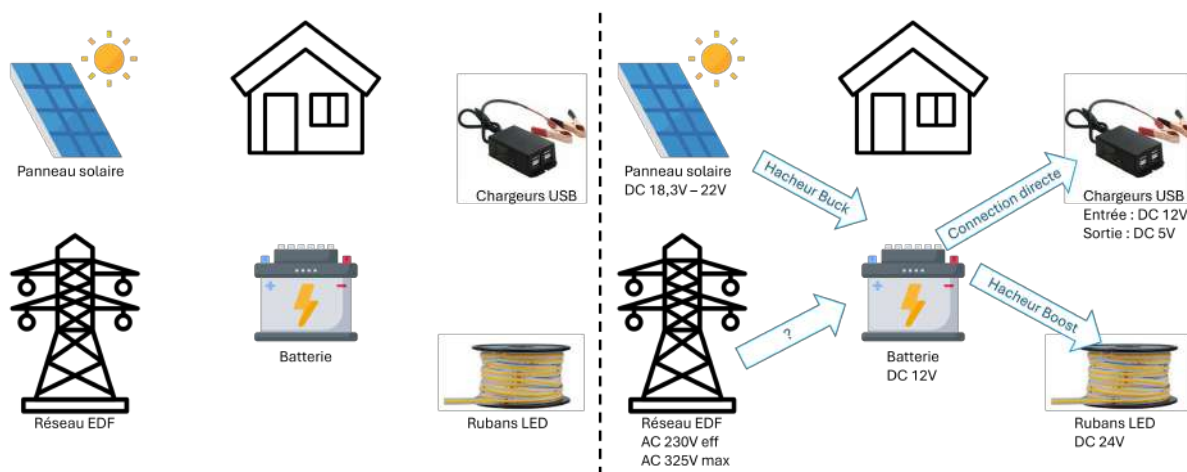 Panneau solaire
Chargeurs USB
Réseau EDF
Batterie
+
-
Rubans LED
Panneau solaire
DC 18,3V – 22V
Hacheur Buck
Connection directe
Chargeurs USB
Entrée : DC 12V
Sortie : DC 5V
?
Hacheur Boost
+
-
Batterie
DC 12V
Réseau EDF
AC 230V eff
AC 325V max
Rubans LED
DC 24V